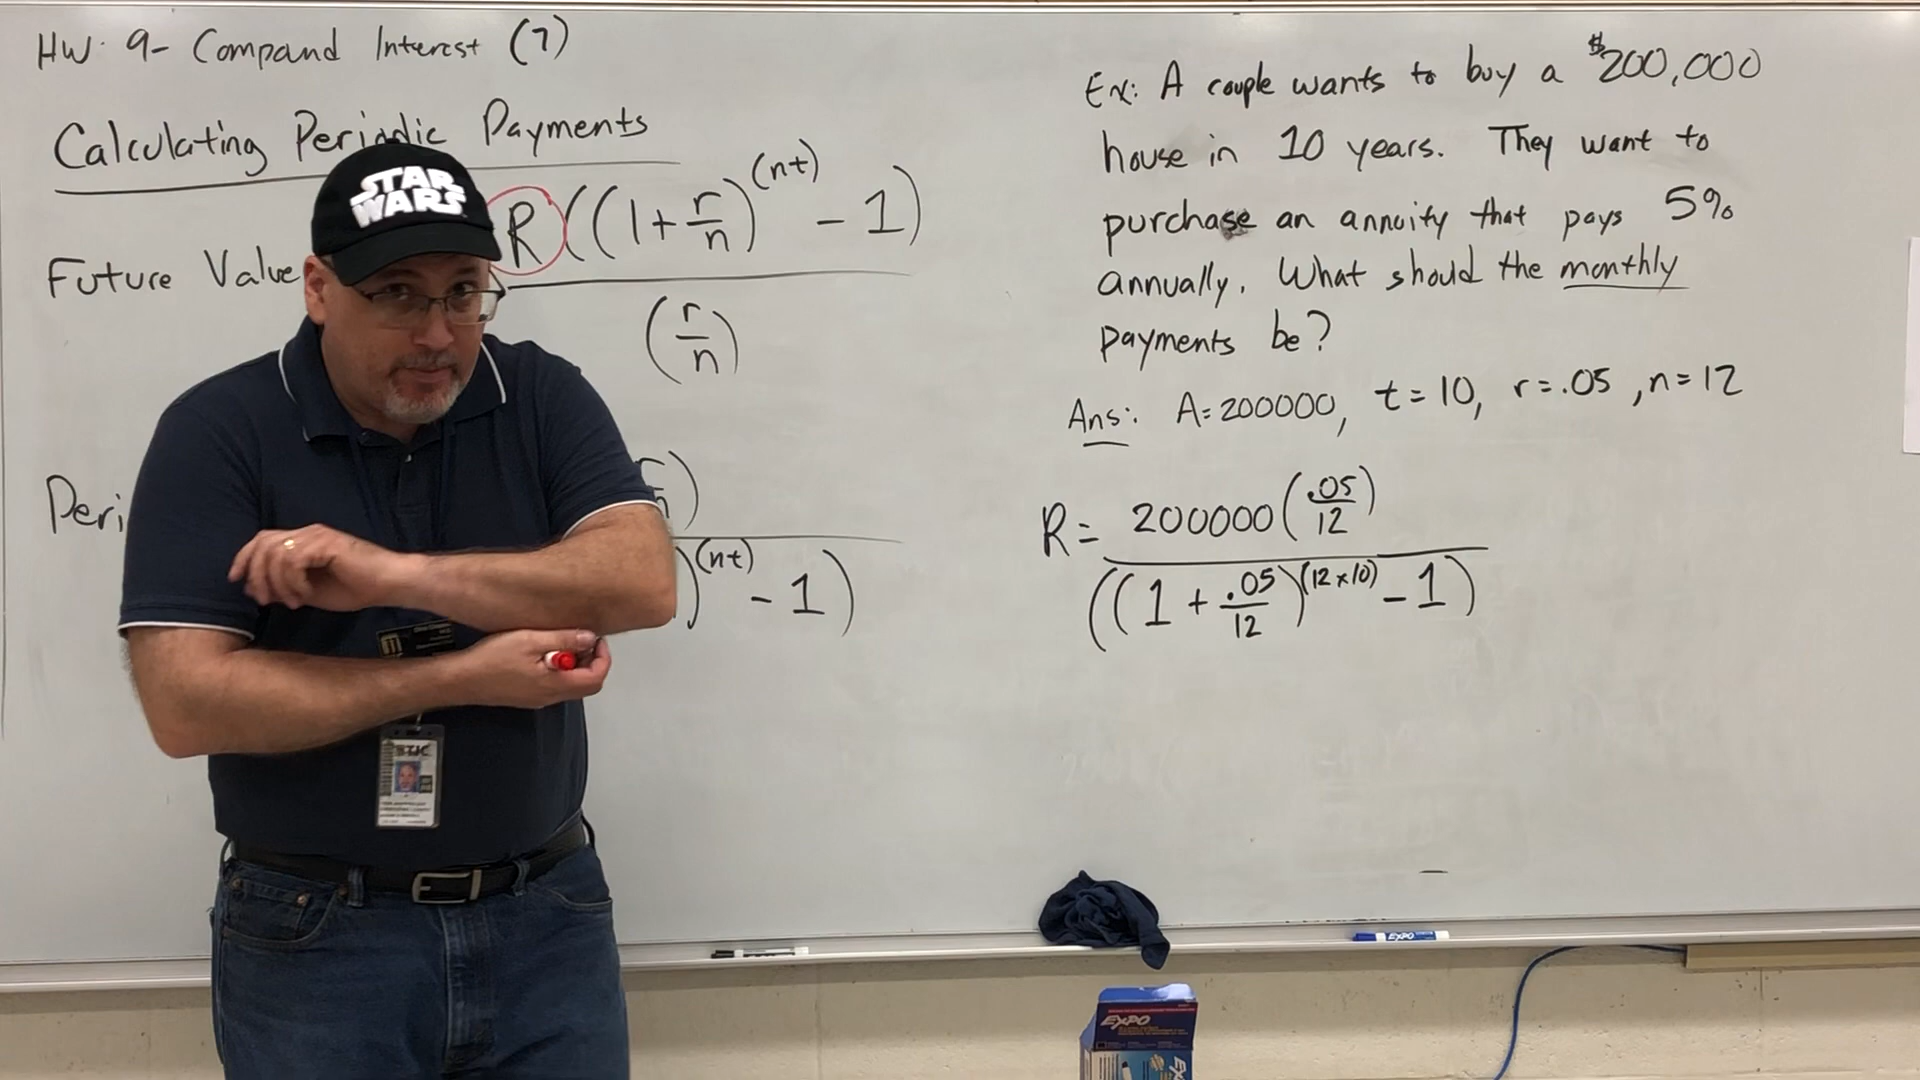 HW: 9- Compound Interest (7)
Calculating Periodic Payments
Future Value
R((1+r/n)^(nt) - 1)
(r/n)
Peri
)^(nt) - 1)
STAR
WARS
STJC
Ex: A couple wants to buy a $200,000
house in 10 years. They want to
purchase an annuity that pays 5%
annually. What should the monthly
payments be?
Ans: A=200000, t=10, r=.05, n=12
R= 200000(.05/12)
((1+.05/12)^(12x10) - 1)
EXPO
EXPO